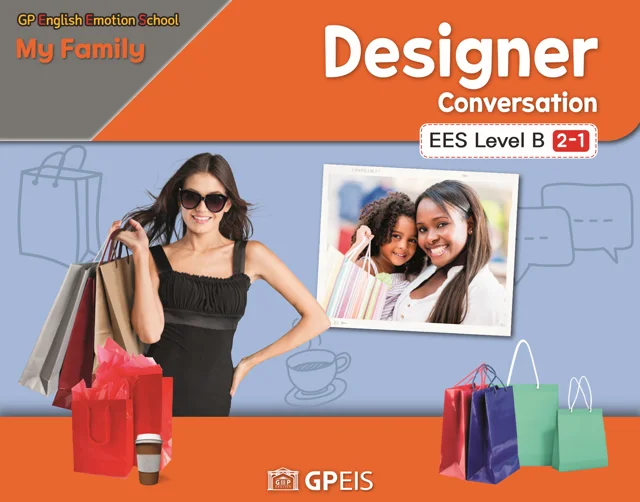 GP English Emotion School
My Family
Designer
Conversation
EES Level B 2-1
GPEIS